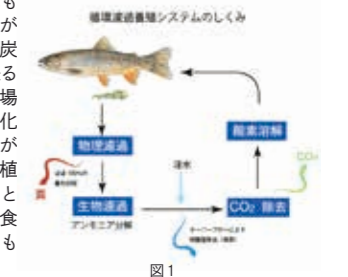 も
が
炭
る
場
化
が
植
と
食
も
循環濾過養殖システムのしくみ
物理濾過
糞
生物濾過
アンモニア分解
注水
CO₂ 除去
酸素溶解
CO₂
図1